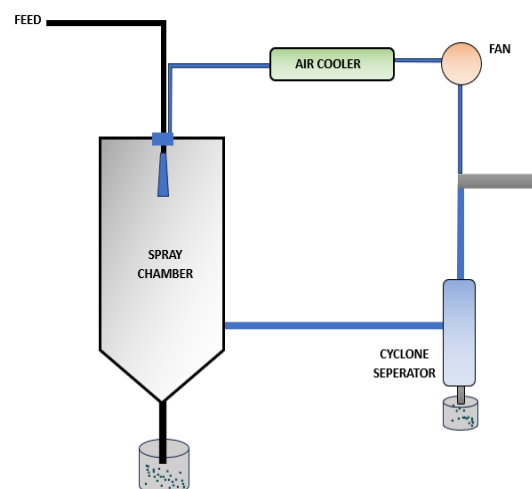 FEED
FAN
AIR COOLER
SPRAY
CHAMBER
CYCLONE
SEPERATOR